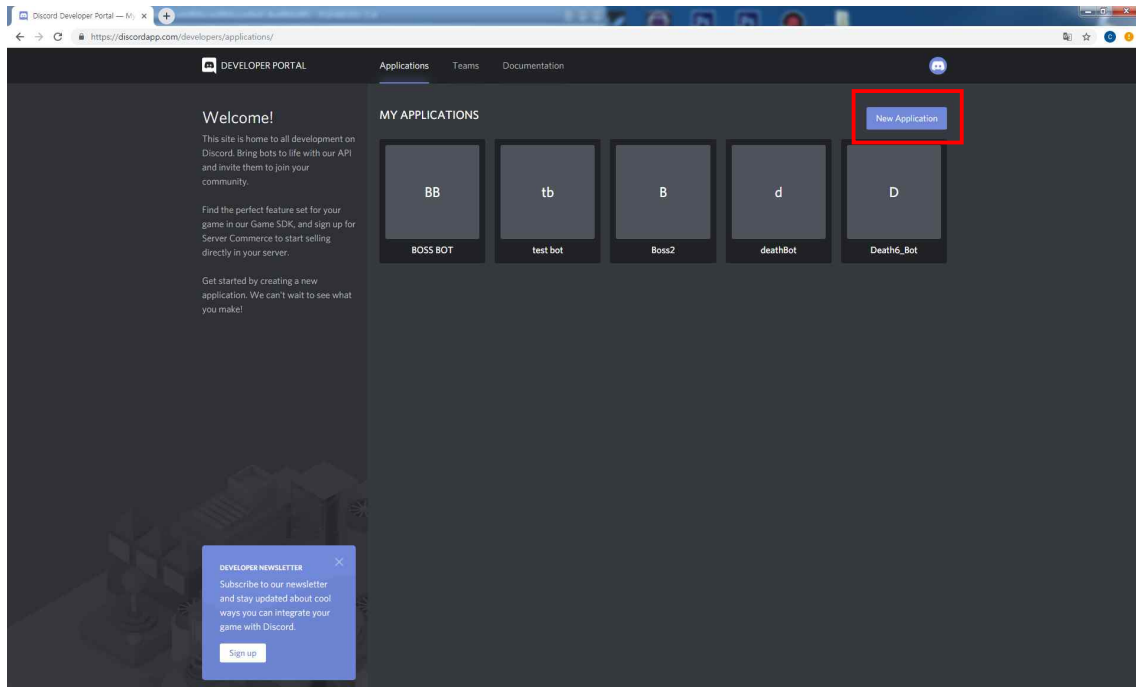 Discord Developer Portal — M
https://discordapp.com/developers/applications/
DEVELOPER PORTAL
Applications
Teams
Documentation
Welcome!
This site is home to all development on
Discord. Bring bots to life with our API
and invite them to join your
community.
Find the perfect feature set for your
game in our Game SDK, and sign up for
Server Commerce to start selling
directly in your server.
Get started by creating a new
application. We can't wait to see what
you make!
MY APPLICATIONS
New Application
BB
tb
B
d
D
BOSS BOT
test bot
Boss2
deathBot
Death6_Bot
DEVELOPER NEWSLETTER
Subscribe to our newsletter
and stay updated about cool
ways you can integrate your
game with Discord.
Sign up